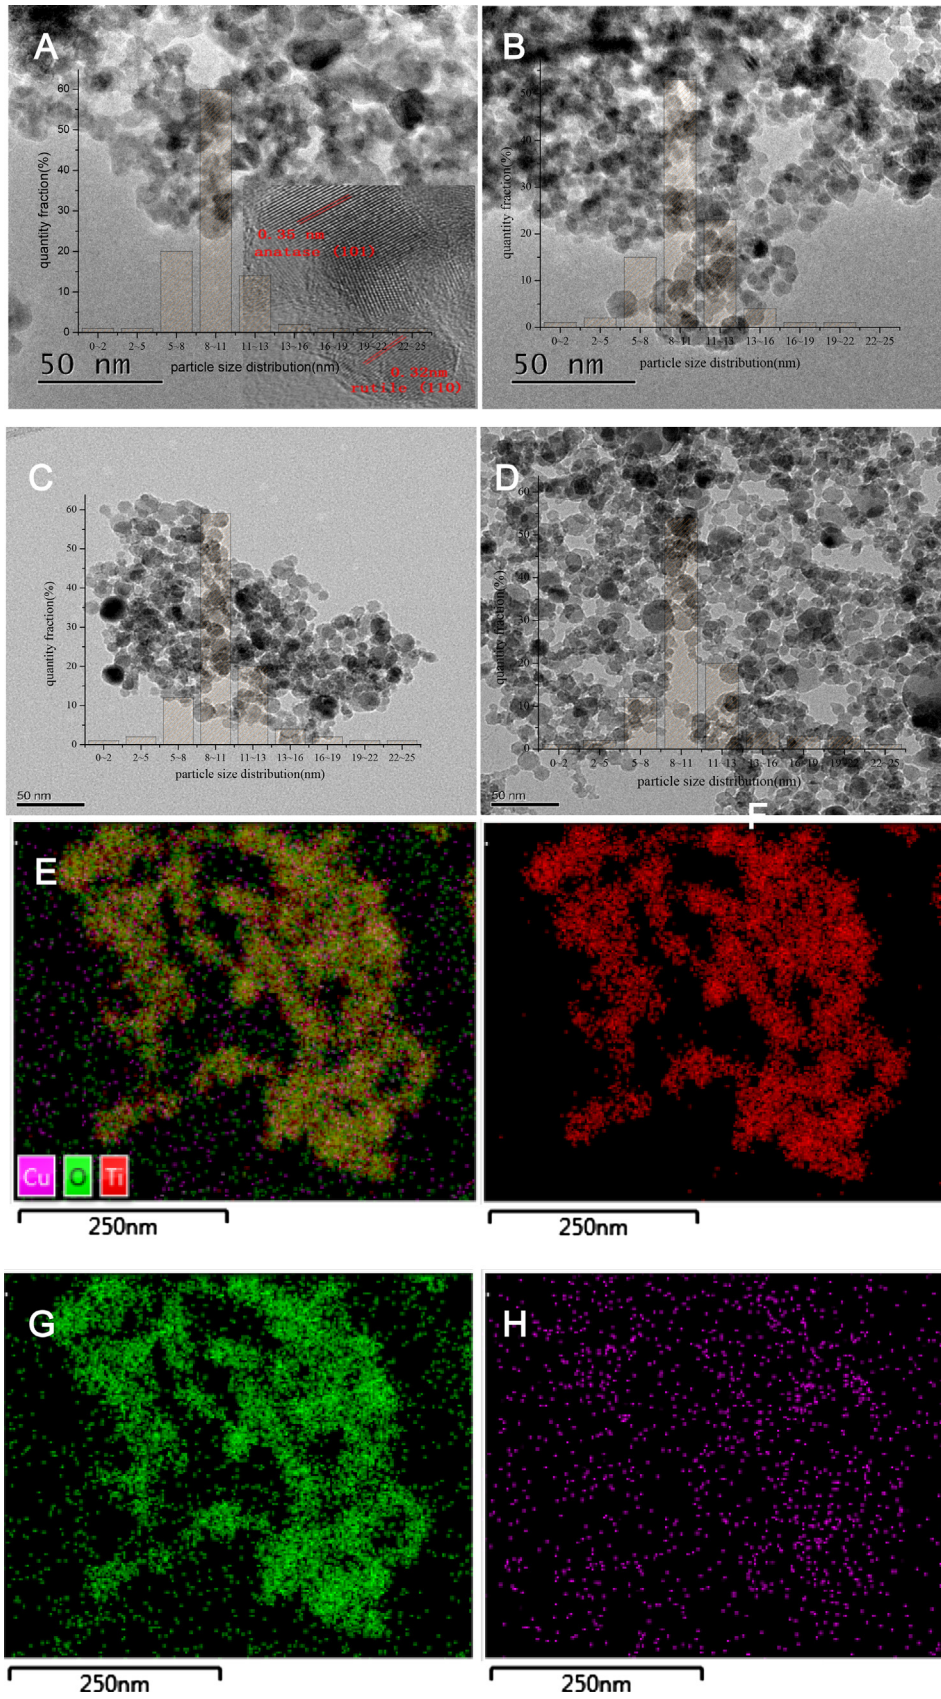 A
quantity fraction(%)
60
50
40
30
20
10
0
0~2 2~5 5~8 8~11 11~13 13~16 16~19 19~22 22~25
particle size distribution(nm)
50 nm
anatase (101)
0.32nm
rutile (110)
B
quantity fraction(%)
50
40
30
20
10
0
0~2 2~5 5~8 8~11 11~13 13~16 16~19 19~22 22~25
particle size distribution(nm)
50 nm
C
quantity fraction(%)
60
50
40
30
20
10
0
0~2 2~5 5~8 8~11 11~13 13~16 16~19 19~22 22~25
particle size distribution(nm)
50 nm
D
quantity fraction(%)
60
50
40
30
20
10
0
0~2 2~5 5~8 8~11 11~13 13~16 16~19 19~22 22~25
particle size distribution(nm)
50 nm
E
Cu O Ti
250nm
F
250nm
G
250nm
H
250nm